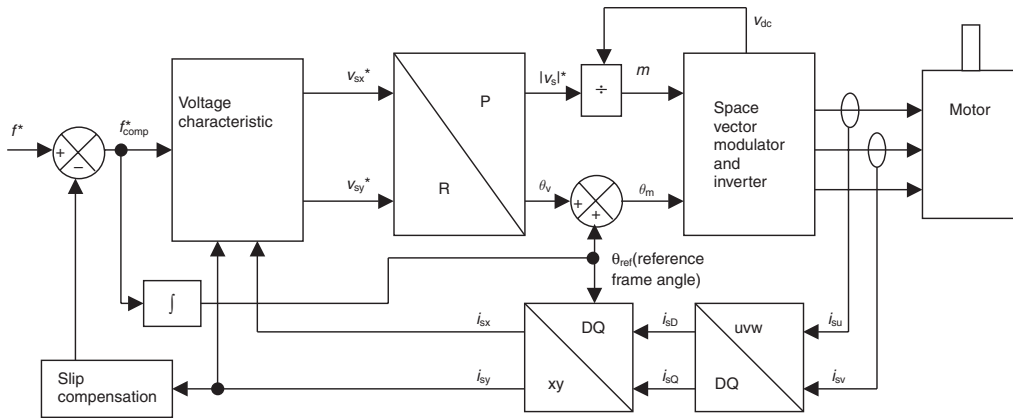 v_dc
f*
+
−
f*_comp
Voltage
characteristic
v_sx*
v_sy*
P
R
|v_s|*
÷
m
θ_v
+
+
θ_m
Space
vector
modulator
and
inverter
Motor
θ_ref(reference
frame angle)
∫
i_sx
i_sy
DQ
xy
i_sD
i_sQ
uvw
DQ
i_su
i_sv
Slip
compensation